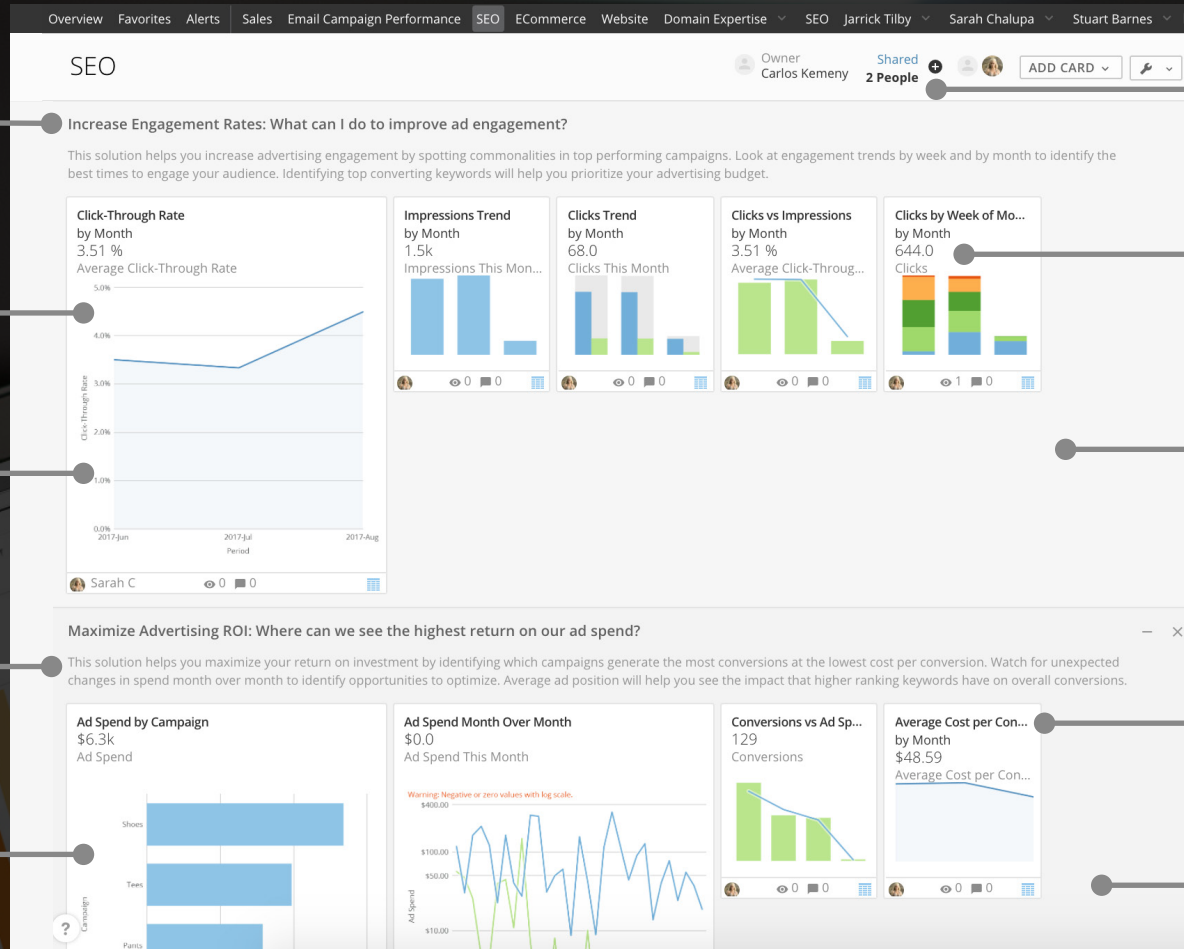 Overview Favorites Alerts Sales Email Campaign Performance SEO ECommerce Website Domain Expertise SEO Jarrick Tilby Sarah Chalupa Stuart Barnes
SEO
Owner
Carlos Kemeny
Shared
2 People
ADD CARD
Increase Engagement Rates: What can I do to improve ad engagement?
This solution helps you increase advertising engagement by spotting commonalities in top performing campaigns. Look at engagement trends by week and by month to identify the
best times to engage your audience. Identifying top converting keywords will help you prioritize your advertising budget.
Click-Through Rate
by Month
3.51 %
Average Click-Through Rate
5.0%
4.0%
3.0%
2.0%
1.0%
0.0%
Click-Through Rate
2017-Jun 2017-Jul 2017-Aug
Period
Sarah C 0 0
Impressions Trend
by Month
1.5k
Impressions This Mon...
0 0
Clicks Trend
by Month
68.0
Clicks This Month
0 0
Clicks vs Impressions
by Month
3.51 %
Average Click-Throug...
0 0
Clicks by Week of Mo...
by Month
644.0
Clicks
1 0
Maximize Advertising ROI: Where can we see the highest return on our ad spend?
This solution helps you maximize your return on investment by identifying which campaigns generate the most conversions at the lowest cost per conversion. Watch for unexpected
changes in spend month over month to identify opportunities to optimize. Average ad position will help you see the impact that higher ranking keywords have on overall conversions.
Ad Spend by Campaign
$6.3k
Ad Spend
Shoes
Tees
Pants
Campaign
?
Ad Spend Month Over Month
$0.0
Ad Spend This Month
Warning: Negative or zero values with log scale.
$400.00
$100.00
$50.00
$10.00
Ad Spend
Conversions vs Ad Sp...
129
Conversions
0 0
Average Cost per Con...
by Month
$48.59
Average Cost per Con...
0 0